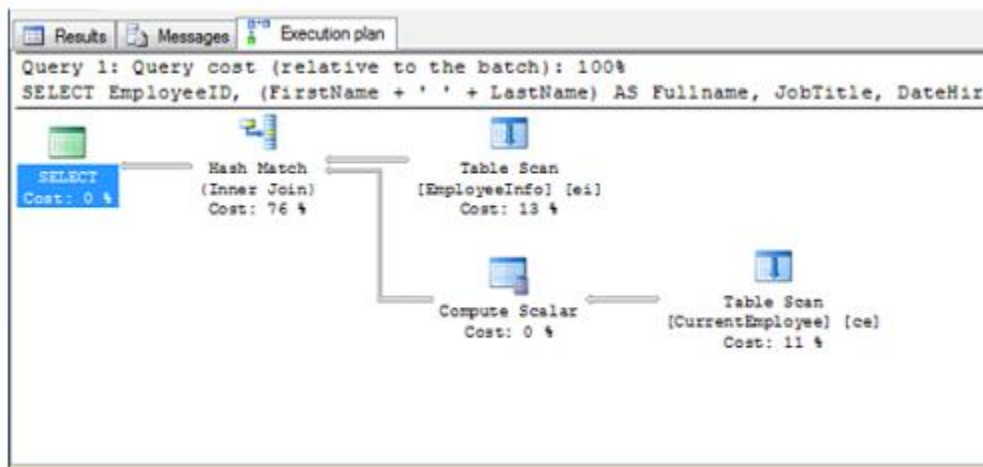 Results Messages Execution plan
Query 1: Query cost (relative to the batch): 100%
SELECT EmployeeID, (FirstName + ' ' + LastName) AS Fullname, JobTitle, DateHir
SELECT
Cost: 0 %
Hash Match
(Inner Join)
Cost: 76 %
Table Scan
[EmployeeInfo] [ei]
Cost: 13 %
Compute Scalar
Cost: 0 %
Table Scan
[CurrentEmployee] [ce]
Cost: 11 %